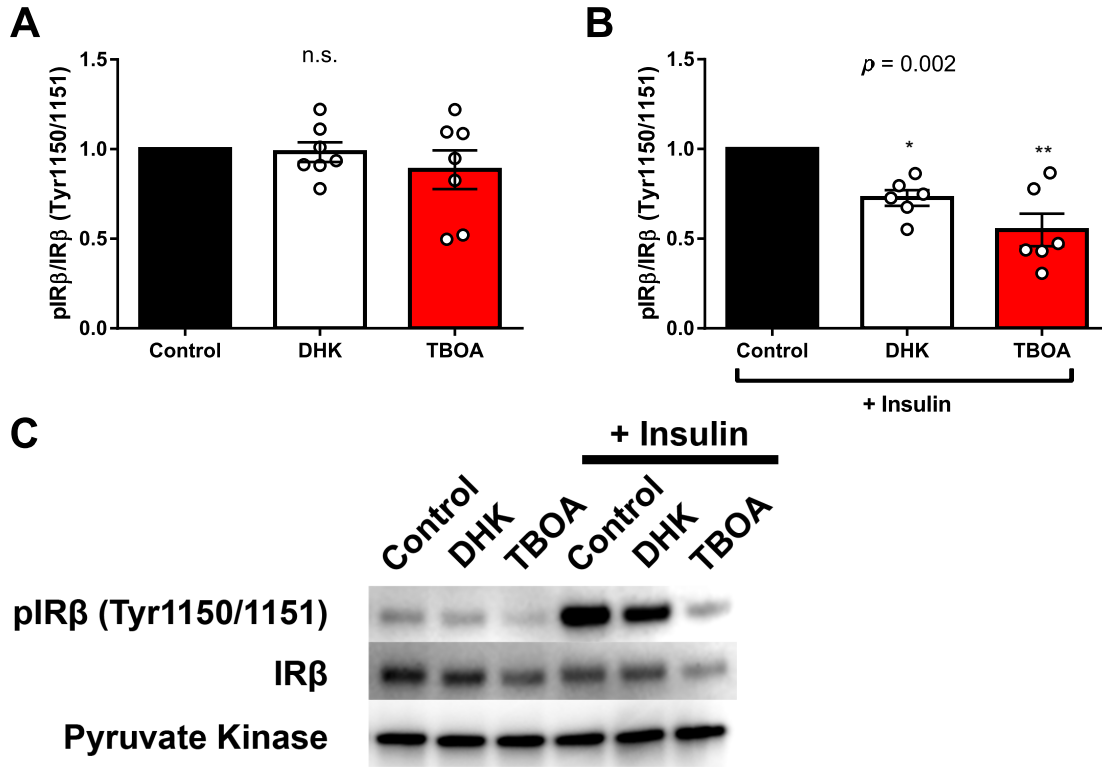 A
pIRβ/IRβ (Tyr1150/1151)
1.5
1.0
0.5
0.0
n.s.
Control
DHK
TBOA
B
pIRβ/IRβ (Tyr1150/1151)
1.5
1.0
0.5
0.0
p = 0.002
*
**
Control
DHK
TBOA
+ Insulin
C
+ Insulin
Control
DHK
TBOA
Control
DHK
TBOA
pIRβ (Tyr1150/1151)
IRβ
Pyruvate Kinase